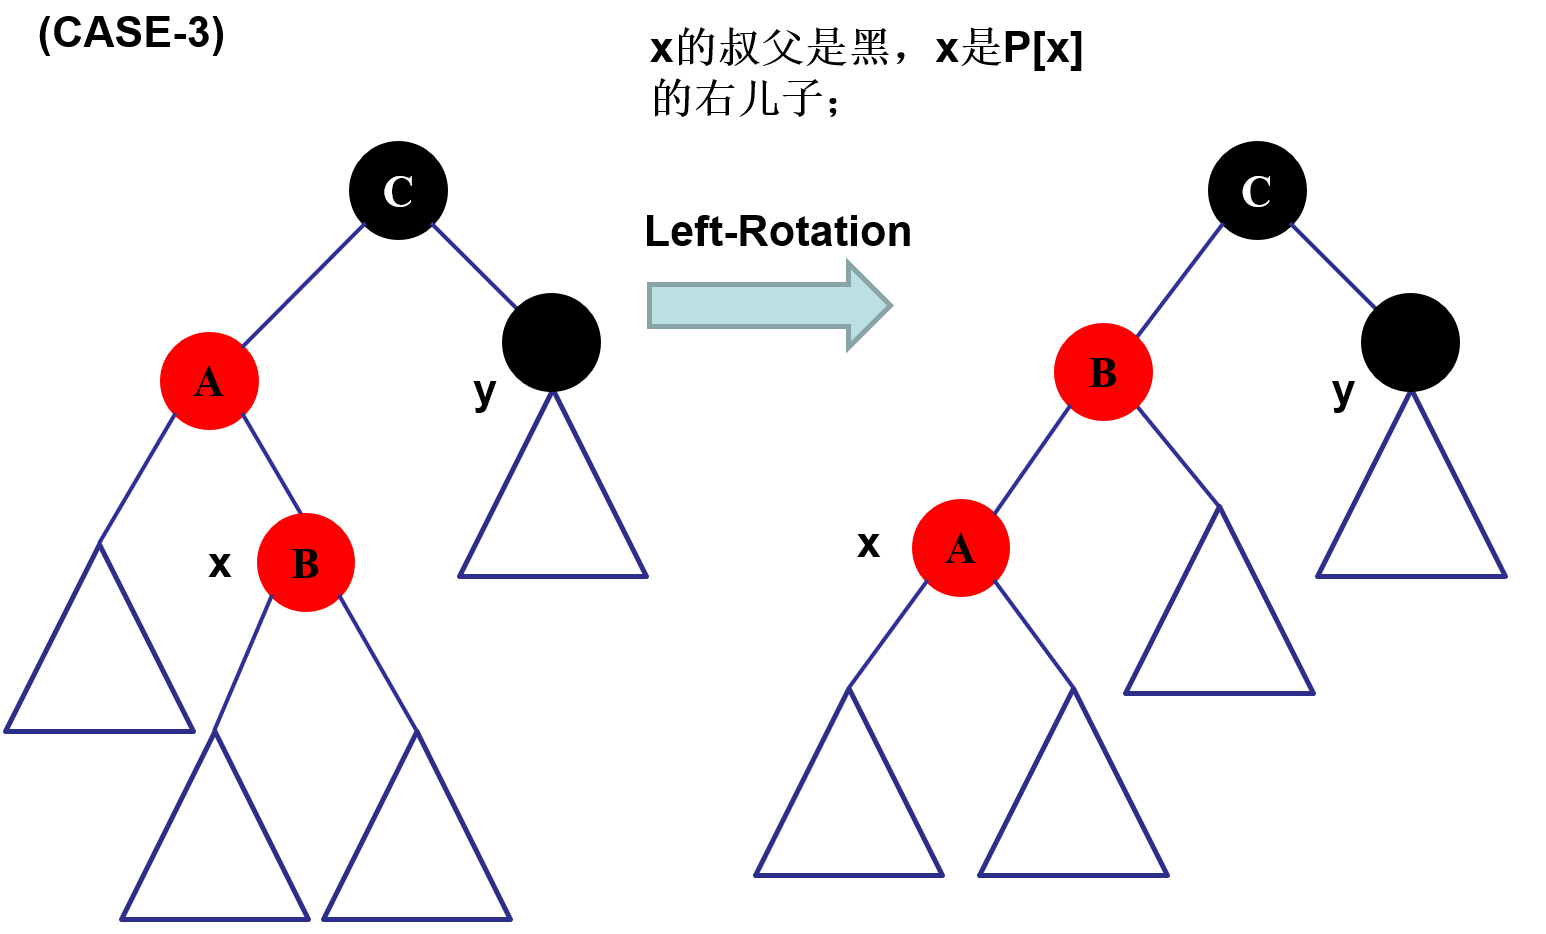 (CASE-3)
x的叔父是黑，x是P[x]
的右儿子；
Left-Rotation
C
A
y
x
B
C
B
y
x
A